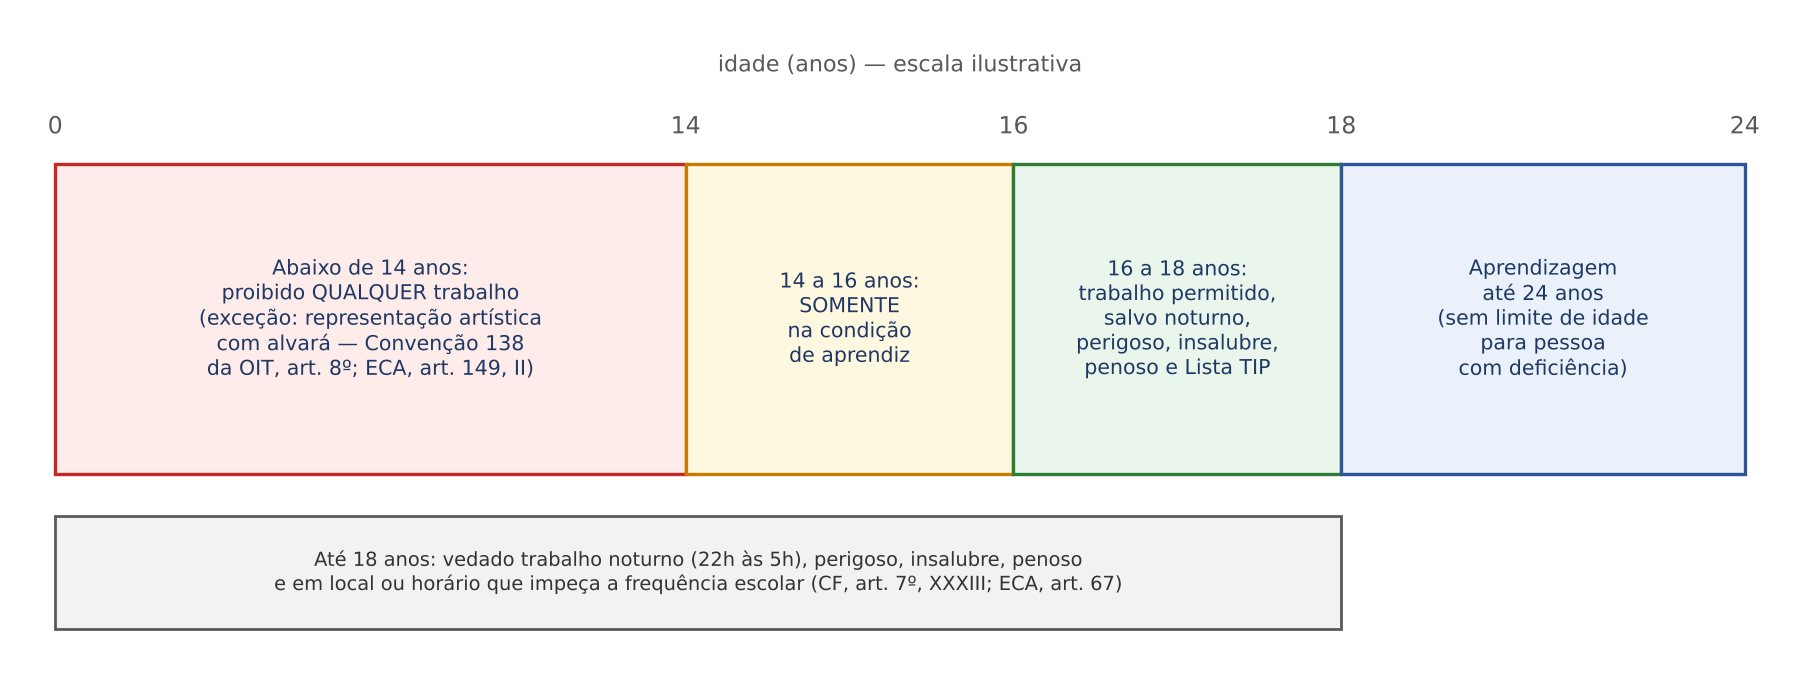 idade (anos) — escala ilustrativa
0
14
16
18
24
Abaixo de 14 anos:
proibido QUALQUER trabalho
(exceção: representação artística
com alvará — Convenção 138
da OIT, art. 8º; ECA, art. 149, II)
14 a 16 anos:
SOMENTE
na condição
de aprendiz
16 a 18 anos:
trabalho permitido,
salvo noturno,
perigoso, insalubre,
penoso e Lista TIP
Aprendizagem
até 24 anos
(sem limite de idade
para pessoa
com deficiência)
Até 18 anos: vedado trabalho noturno (22h às 5h), perigoso, insalubre, penoso
e em local ou horário que impeça a frequência escolar (CF, art. 7º, XXXIII; ECA, art. 67)